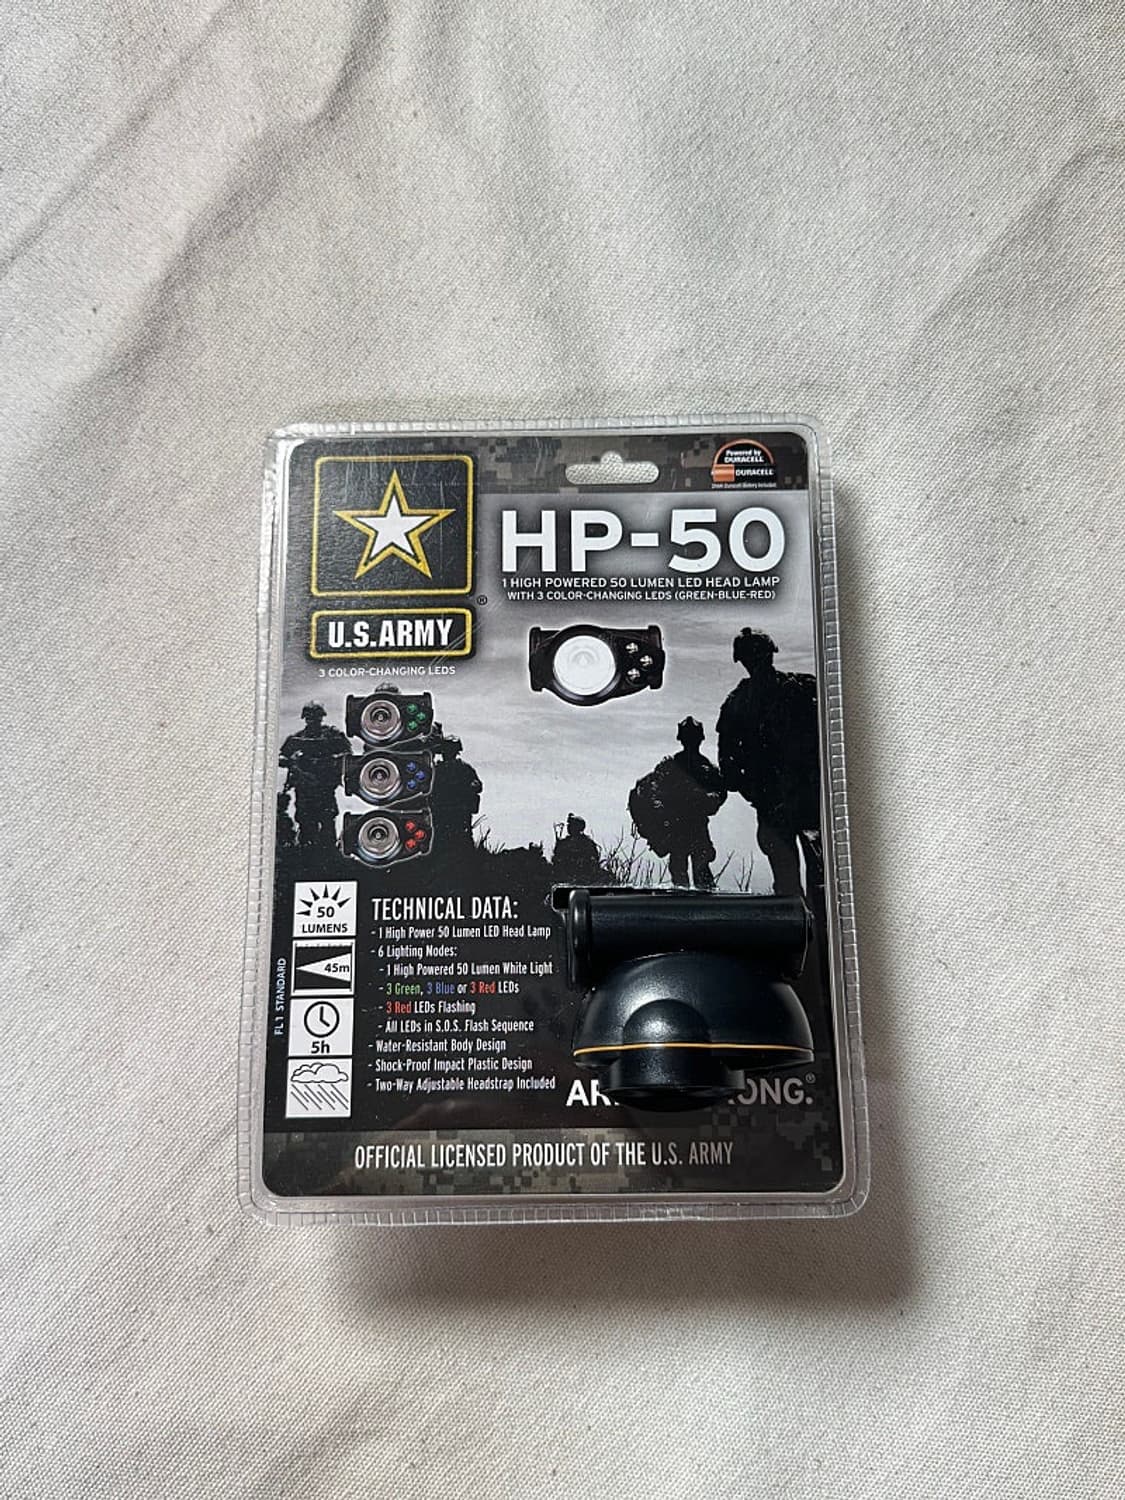 Powered by
DURACELL
DURACELL
HP-50
1 HIGH POWERED 50 LUMEN LED HEAD LAMP
WITH 3 COLOR-CHANGING LEDS (GREEN-BLUE-RED)
®
U.S.ARMY
3 COLOR-CHANGING LEDS
50
LUMENS
45m
5h
FL 1 STANDARD
TECHNICAL DATA:
- 1 High Power 50 Lumen LED Head Lamp
- 6 Lighting Modes:
- 1 High Powered 50 Lumen White Light
- 3 Green, 3 Blue or 3 Red LEDs
- 3 Red LEDs Flashing
- All LEDs in S.O.S. Flash Sequence
- Water-Resistant Body Design
- Shock-Proof Impact Plastic Design
- Two-Way Adjustable Headstrap Included
OFFICIAL LICENSED PRODUCT OF THE U.S. ARMY